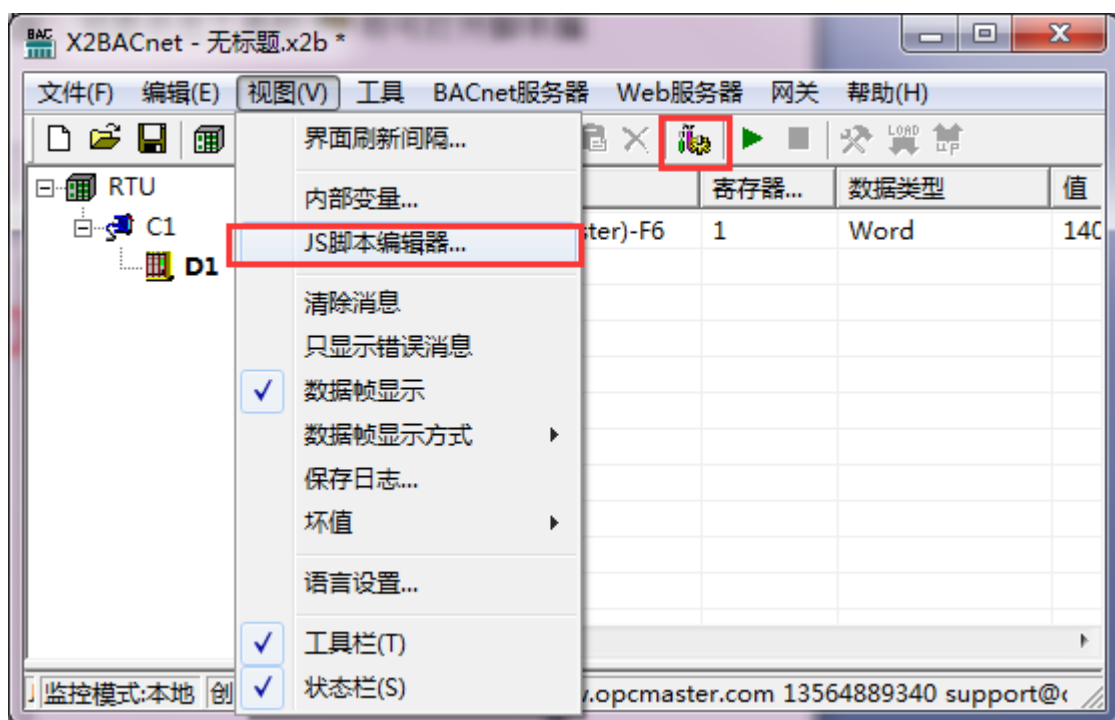 BAC
X2BACnet - 无标题.x2b *
文件(F) 编辑(E) 视图(V) 工具 BACnet服务器 Web服务器 网关 帮助(H)
界面刷新间隔...
LOAD
UP
RTU
寄存器... 数据类型 值
内部变量...
C1
ster)-F6 1 Word 140
JS脚本编辑器...
D1
清除消息
只显示错误消息
数据帧显示
数据帧显示方式
保存日志...
坏值
语言设置...
工具栏(T)
监控模式:本地 创
状态栏(S)
.opcmaster.com 13564889340 support@